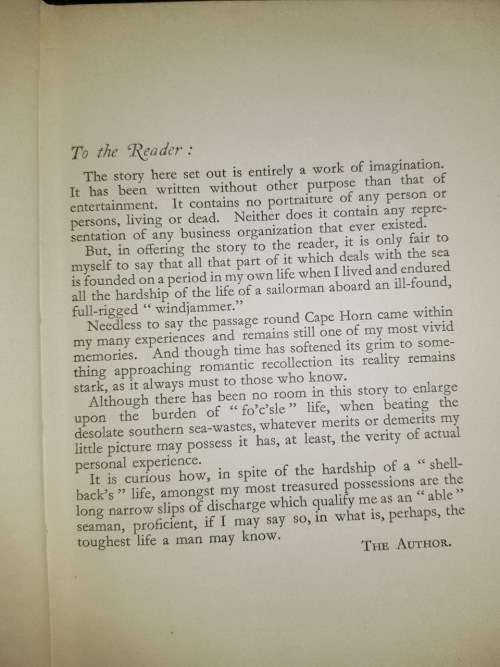 To the Reader :
The story here set out is entirely a work of imagination.
It has been written without other purpose than that of
entertainment. It contains no portraiture of any person or
persons, living or dead. Neither does it contain any repre-
sentation of any business organization that ever existed.
But, in offering the story to the reader, it is only fair to
myself to say that all that part of it which deals with the sea
is founded on a period in my own life when I lived and endured
all the hardship of the life of a sailorman aboard an ill-found,
full-rigged “ windjammer.”
Needless to say the passage round Cape Horn came within
my many experiences and remains still one of my most vivid
memories. And though time has softened its grim to some-
thing approaching romantic recollection its reality remains
stark, as it always must to those who know.
Although there has been no room in this story to enlarge
upon the burden of “ fo’c’sle ” life, when beating the
desolate southern sea-wastes, whatever merits or demerits my
little picture may possess it has, at least, the verity of actual
personal experience.
It is curious how, in spite of the hardship of a “ shell-
back’s ” life, amongst my most treasured possessions are the
long narrow slips of discharge which qualify me as an “ able ”
seaman, proficient, if I may say so, in what is, perhaps, the
toughest life a man may know.
THE AUTHOR.